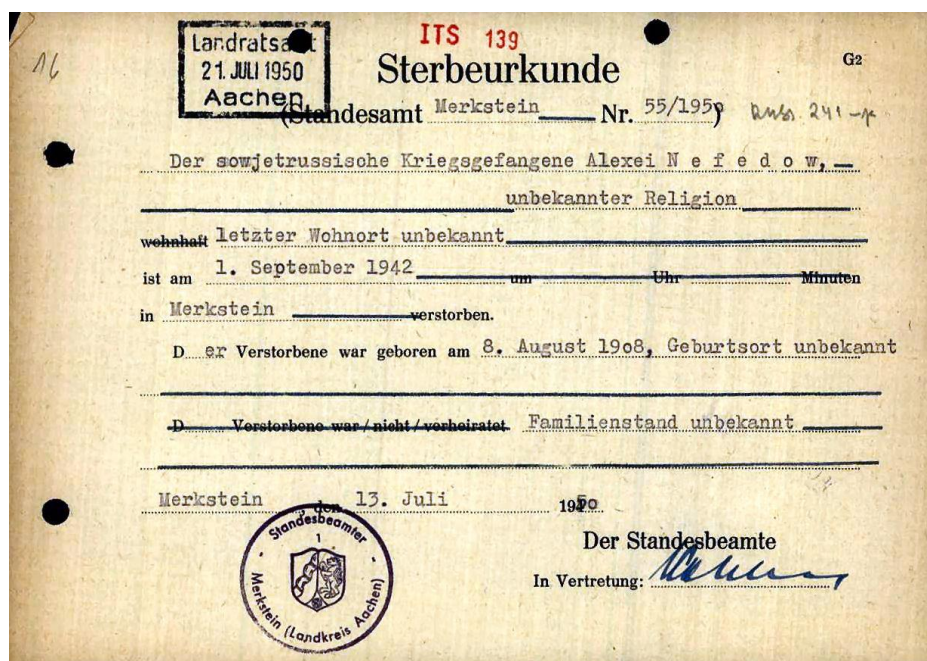 16
Landratsamt
21. JULI 1950
Aachen
ITS 139
Sterbeurkunde
G2
(Standesamt Merkstein Nr. 55/1950)
Der sowjetrussische Kriegsgefangene Alexei N e f e d o w,
unbekannter Religion
wohnhaft letzter Wohnort unbekannt
ist am 1. September 1942 um Uhr Minuten
in Merkstein verstorben.
D er Verstorbene war geboren am 8. August 1908, Geburtsort unbekannt
D Verstorbene war / nicht / verheiratet Familienstand unbekannt
Merkstein, den 13. Juli 1950
Der Standesbeamte
In Vertretung:
Standesbeamter
1
Merkstein (Landkreis Aachen)